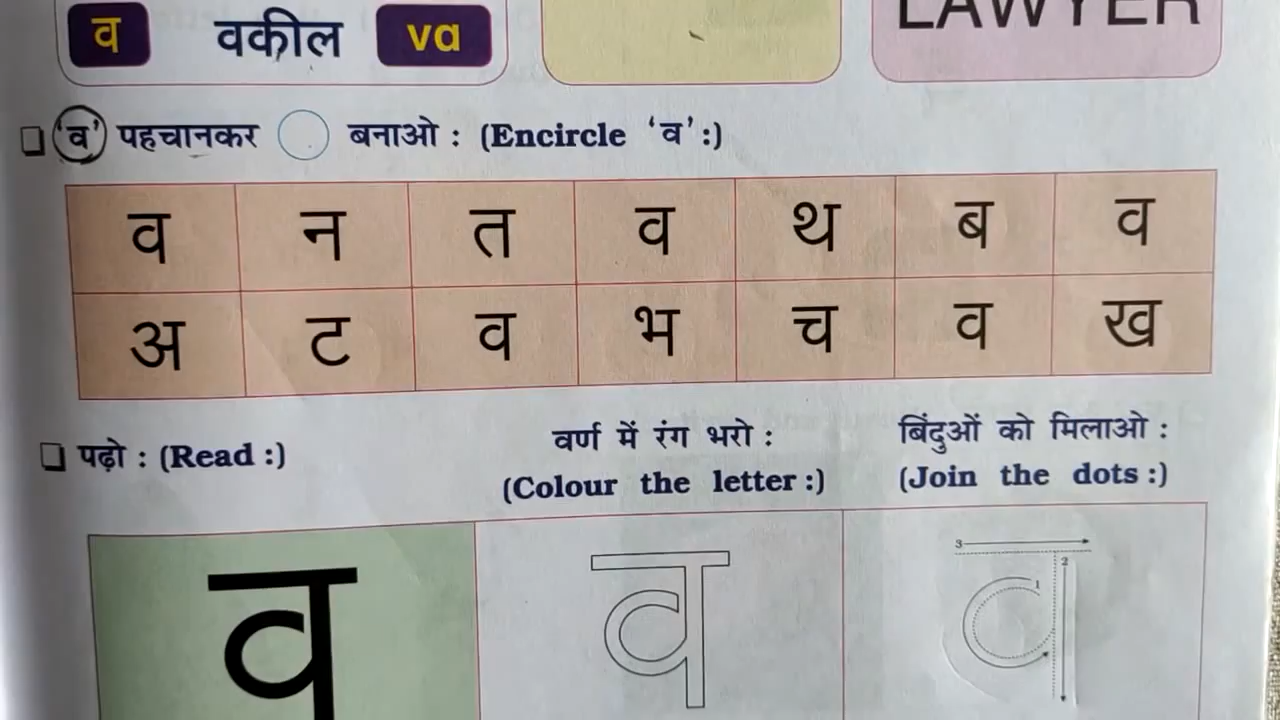 व वकील va LAWYER
'व' पहचानकर बनाओ : (Encircle 'व' :)
व न त व थ ब व
अ ट व भ च व ख
पढ़ो : (Read :) वर्ण में रंग भरो : बिंदुओं को मिलाओ :
(Colour the letter :) (Join the dots :)
व व व
3 2 1